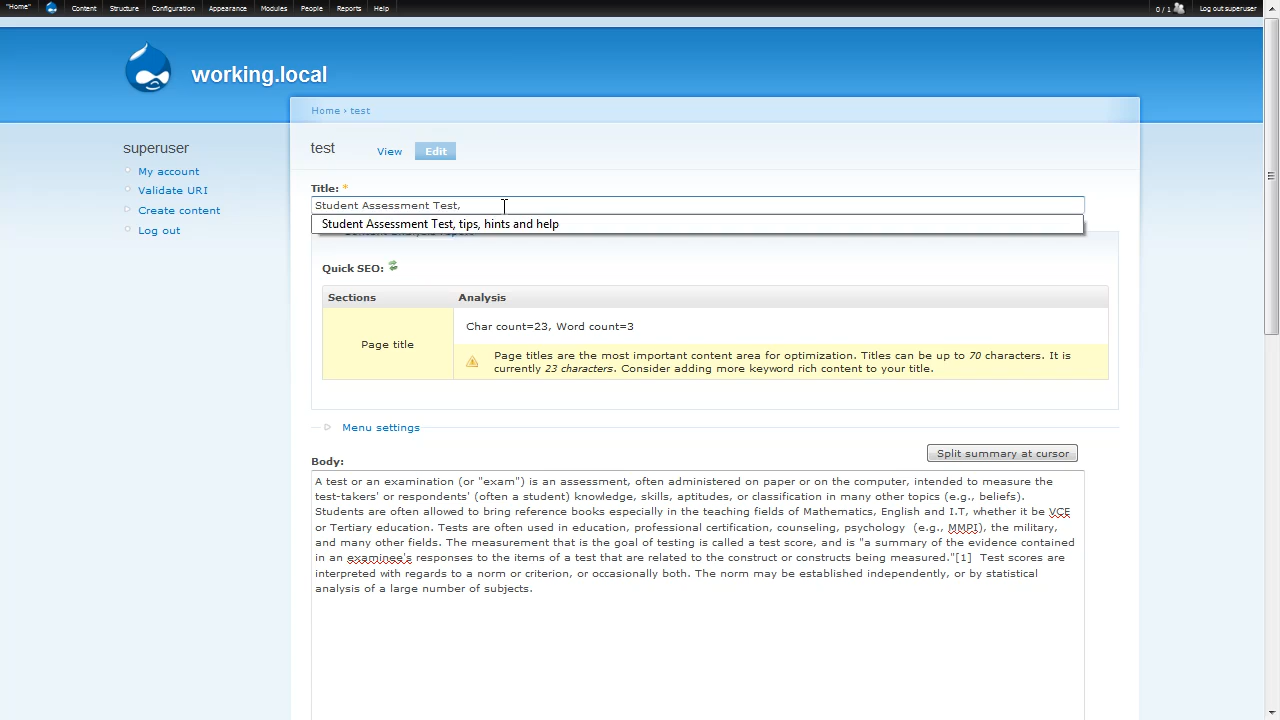 "Home" Content Structure Configuration Appearance Modules People Reports Help 0 / 1 Log out superuser
working.local
Home › test
superuser
My account
Validate URI
Create content
Log out
test View Edit
Title: *
Student Assessment Test,
Student Assessment Test, tips, hints and help
Quick SEO:
Sections Analysis
Page title
Char count=23, Word count=3
Page titles are the most important content area for optimization. Titles can be up to 70 characters. It is
currently 23 characters. Consider adding more keyword rich content to your title.
Menu settings
Split summary at cursor
Body:
A test or an examination (or "exam") is an assessment, often administered on paper or on the computer, intended to measure the
test-takers' or respondents' (often a student) knowledge, skills, aptitudes, or classification in many other topics (e.g., beliefs).
Students are often allowed to bring reference books especially in the teaching fields of Mathematics, English and I.T, whether it be VCE
or Tertiary education. Tests are often used in education, professional certification, counseling, psychology  (e.g., MMPI), the military,
and many other fields. The measurement that is the goal of testing is called a test score, and is "a summary of the evidence contained
in an examinee's responses to the items of a test that are related to the construct or constructs being measured."[1]  Test scores are
interpreted with regards to a norm or criterion, or occasionally both. The norm may be established independently, or by statistical
analysis of a large number of subjects.